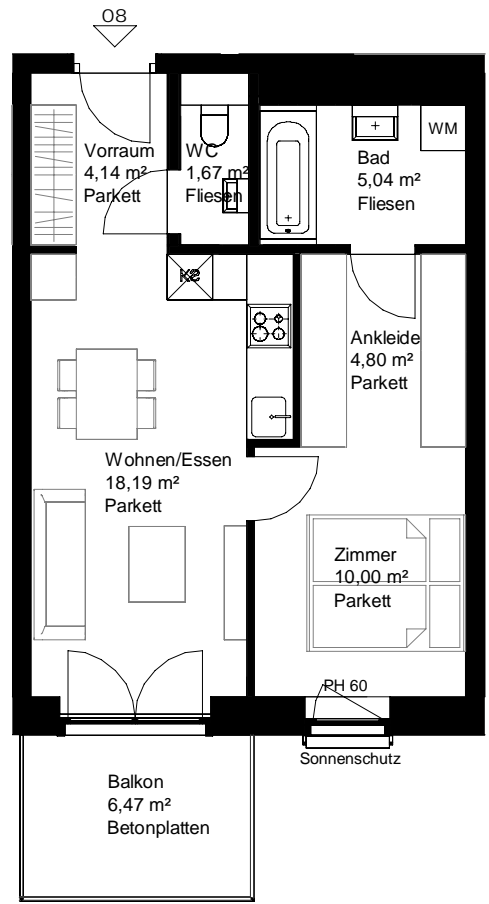 08
Vorraum
4,14 m²
Parkett
WC
1,67 m²
Fliesen
Bad
5,04 m²
Fliesen
WM
KS
Ankleide
4,80 m²
Parkett
Wohnen/Essen
18,19 m²
Parkett
Zimmer
10,00 m²
Parkett
PH 60
Sonnenschutz
Balkon
6,47 m²
Betonplatten